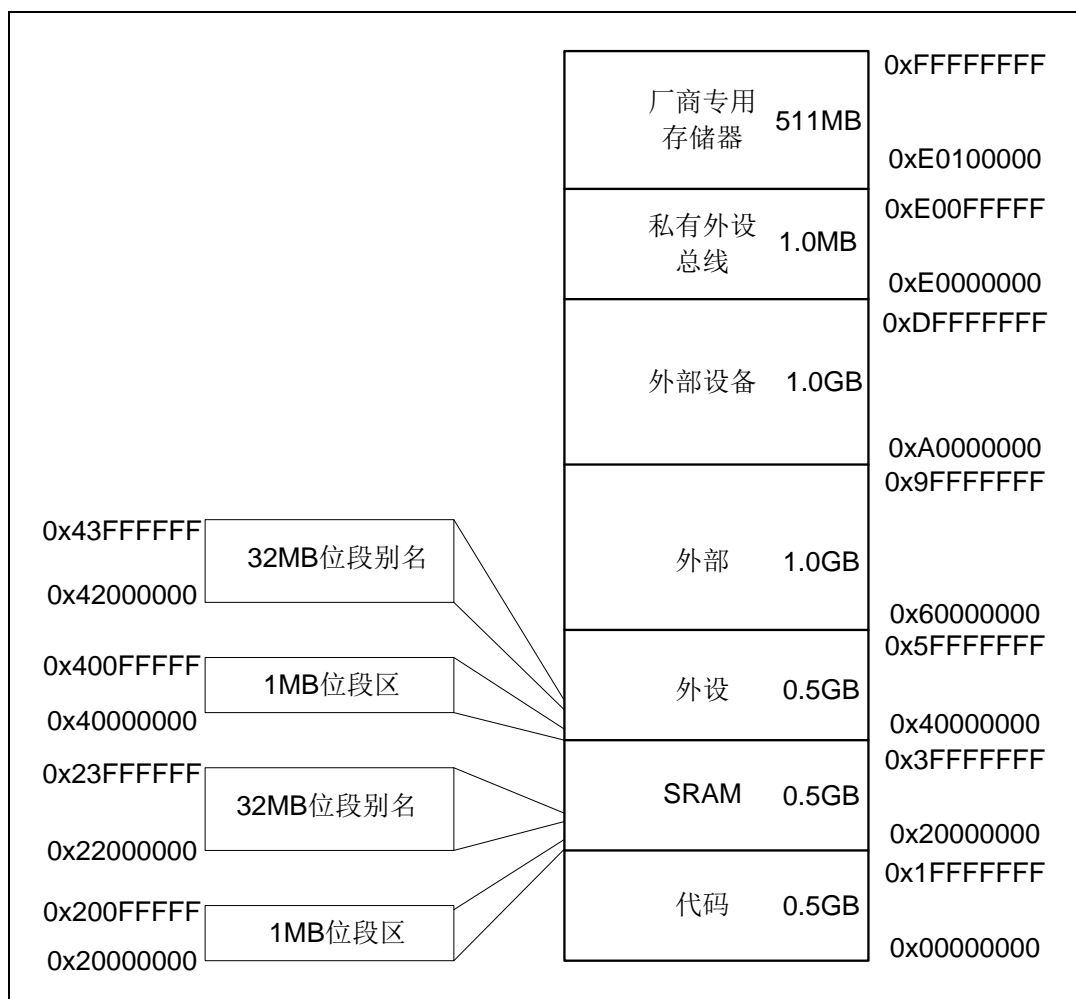 0xFFFFFFFF
厂商专用
存储器
511MB
0xE0100000
0xE00FFFFF
私有外设
总线
1.0MB
0xE0000000
0xDFFFFFFF
外部设备 1.0GB
0xA0000000
0x9FFFFFFF
外部 1.0GB
0x60000000
0x5FFFFFFF
外设 0.5GB
0x40000000
0x3FFFFFFF
SRAM 0.5GB
0x20000000
0x1FFFFFFF
代码 0.5GB
0x00000000
0x43FFFFFF
32MB位段别名
0x42000000
0x400FFFFF
1MB位段区
0x40000000
0x23FFFFFF
32MB位段别名
0x22000000
0x200FFFFF
1MB位段区
0x20000000